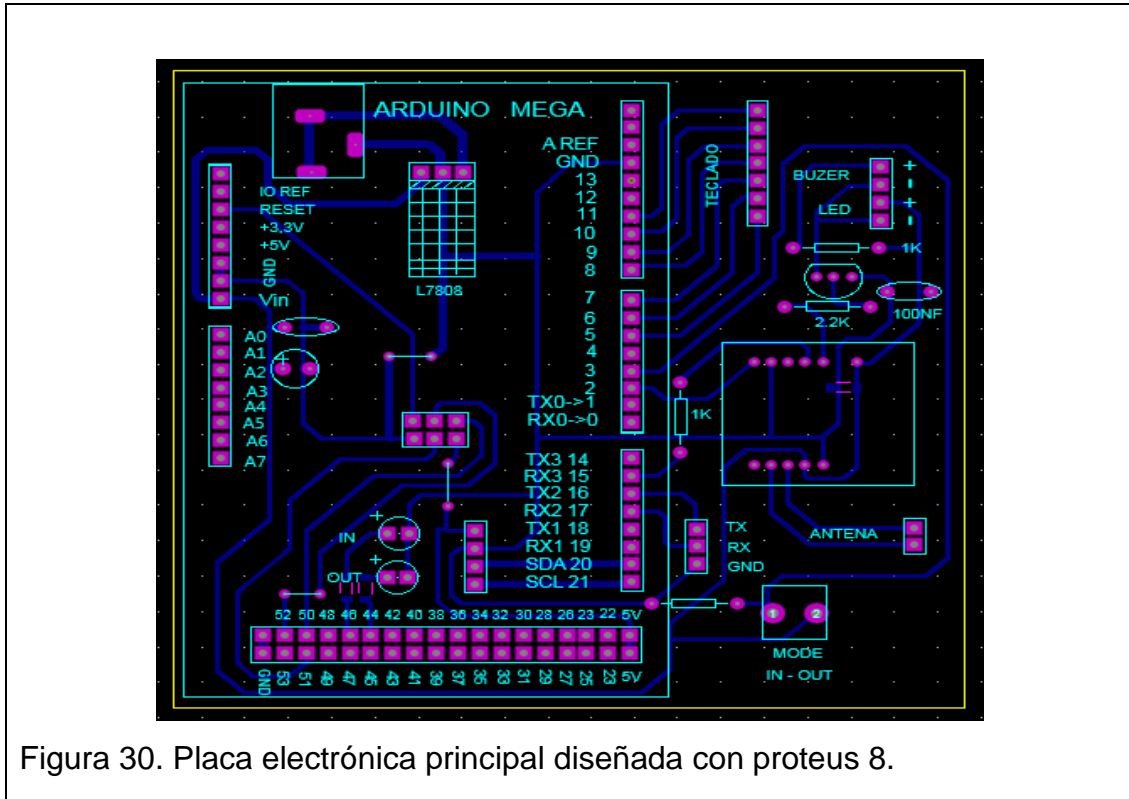 ARDUINO MEGA
A REF
GND
13
12
11
10
9
8
7
6
5
4
3
2
TX0->1
RX0->0
TX3 14
RX3 15
TX2 16
RX2 17
TX1 18
RX1 19
SDA 20
SCL 21
IO REF
RESET
+3.3V
+5V
GND
Vin
A0
A1
A2
A3
A4
A5
A6
A7
L7808
+
IN
+
OUT
+
TECLADO
BUZER
LED
+
-
+
-
1K
2.2K
100NF
1K
TX
RX
GND
ANTENA
1 2
MODE
IN - OUT
52 50 48 46 44 42 40 38 36 34 32 30 28 26 23 22 5V
GND 53 51 49 47 45 43 41 39 37 35 33 31 29 27 25 23 5V
Figura 30. Placa electrónica principal diseñada con proteus 8.